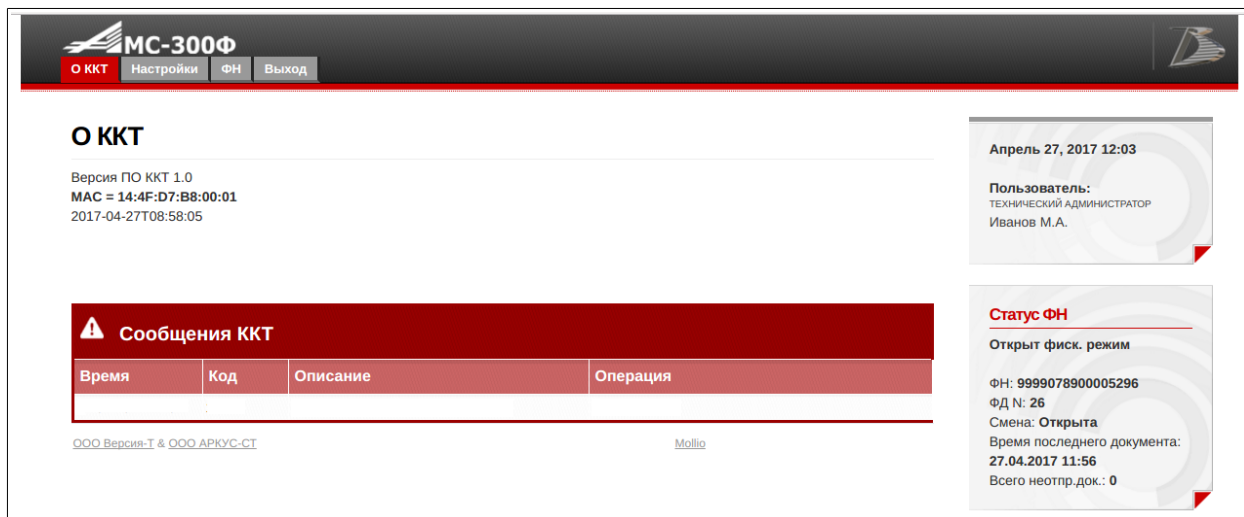 МС-300Ф
О ККТ Настройки ФН Выход
О ККТ
Версия ПО ККТ 1.0
MAC = 14:4F:D7:B8:00:01
2017-04-27T08:58:05
Сообщения ККТ
Время Код Описание Операция
ООО Версия-Т & ООО АРКУС-СТ Mollio
Апрель 27, 2017 12:03
Пользователь:
ТЕХНИЧЕСКИЙ АДМИНИСТРАТОР
Иванов М.А.
Статус ФН
Открыт фиск. режим
ФН: 9999078900005296
ФД N: 26
Смена: Открыта
Время последнего документа:
27.04.2017 11:56
Всего неотпр.док.: 0